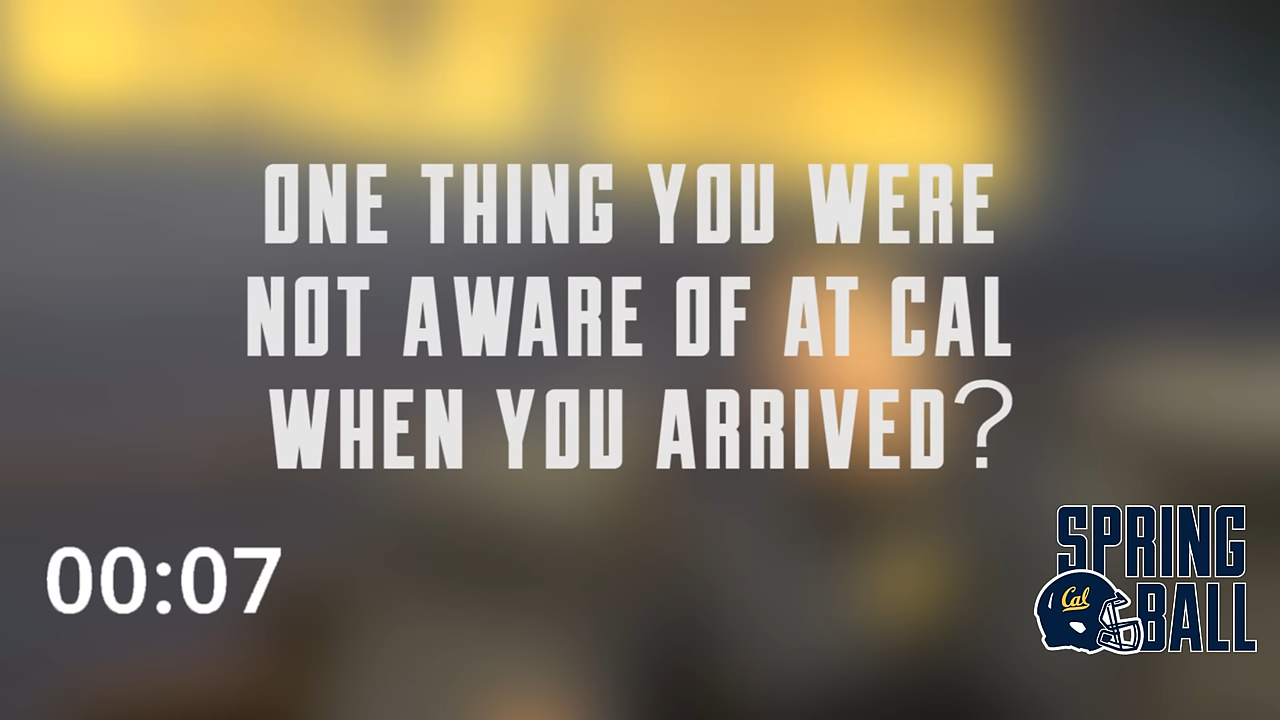 ONE THING YOU WERE
NOT AWARE OF AT CAL
WHEN YOU ARRIVED?
00:07
SPRING
Cal
BALL